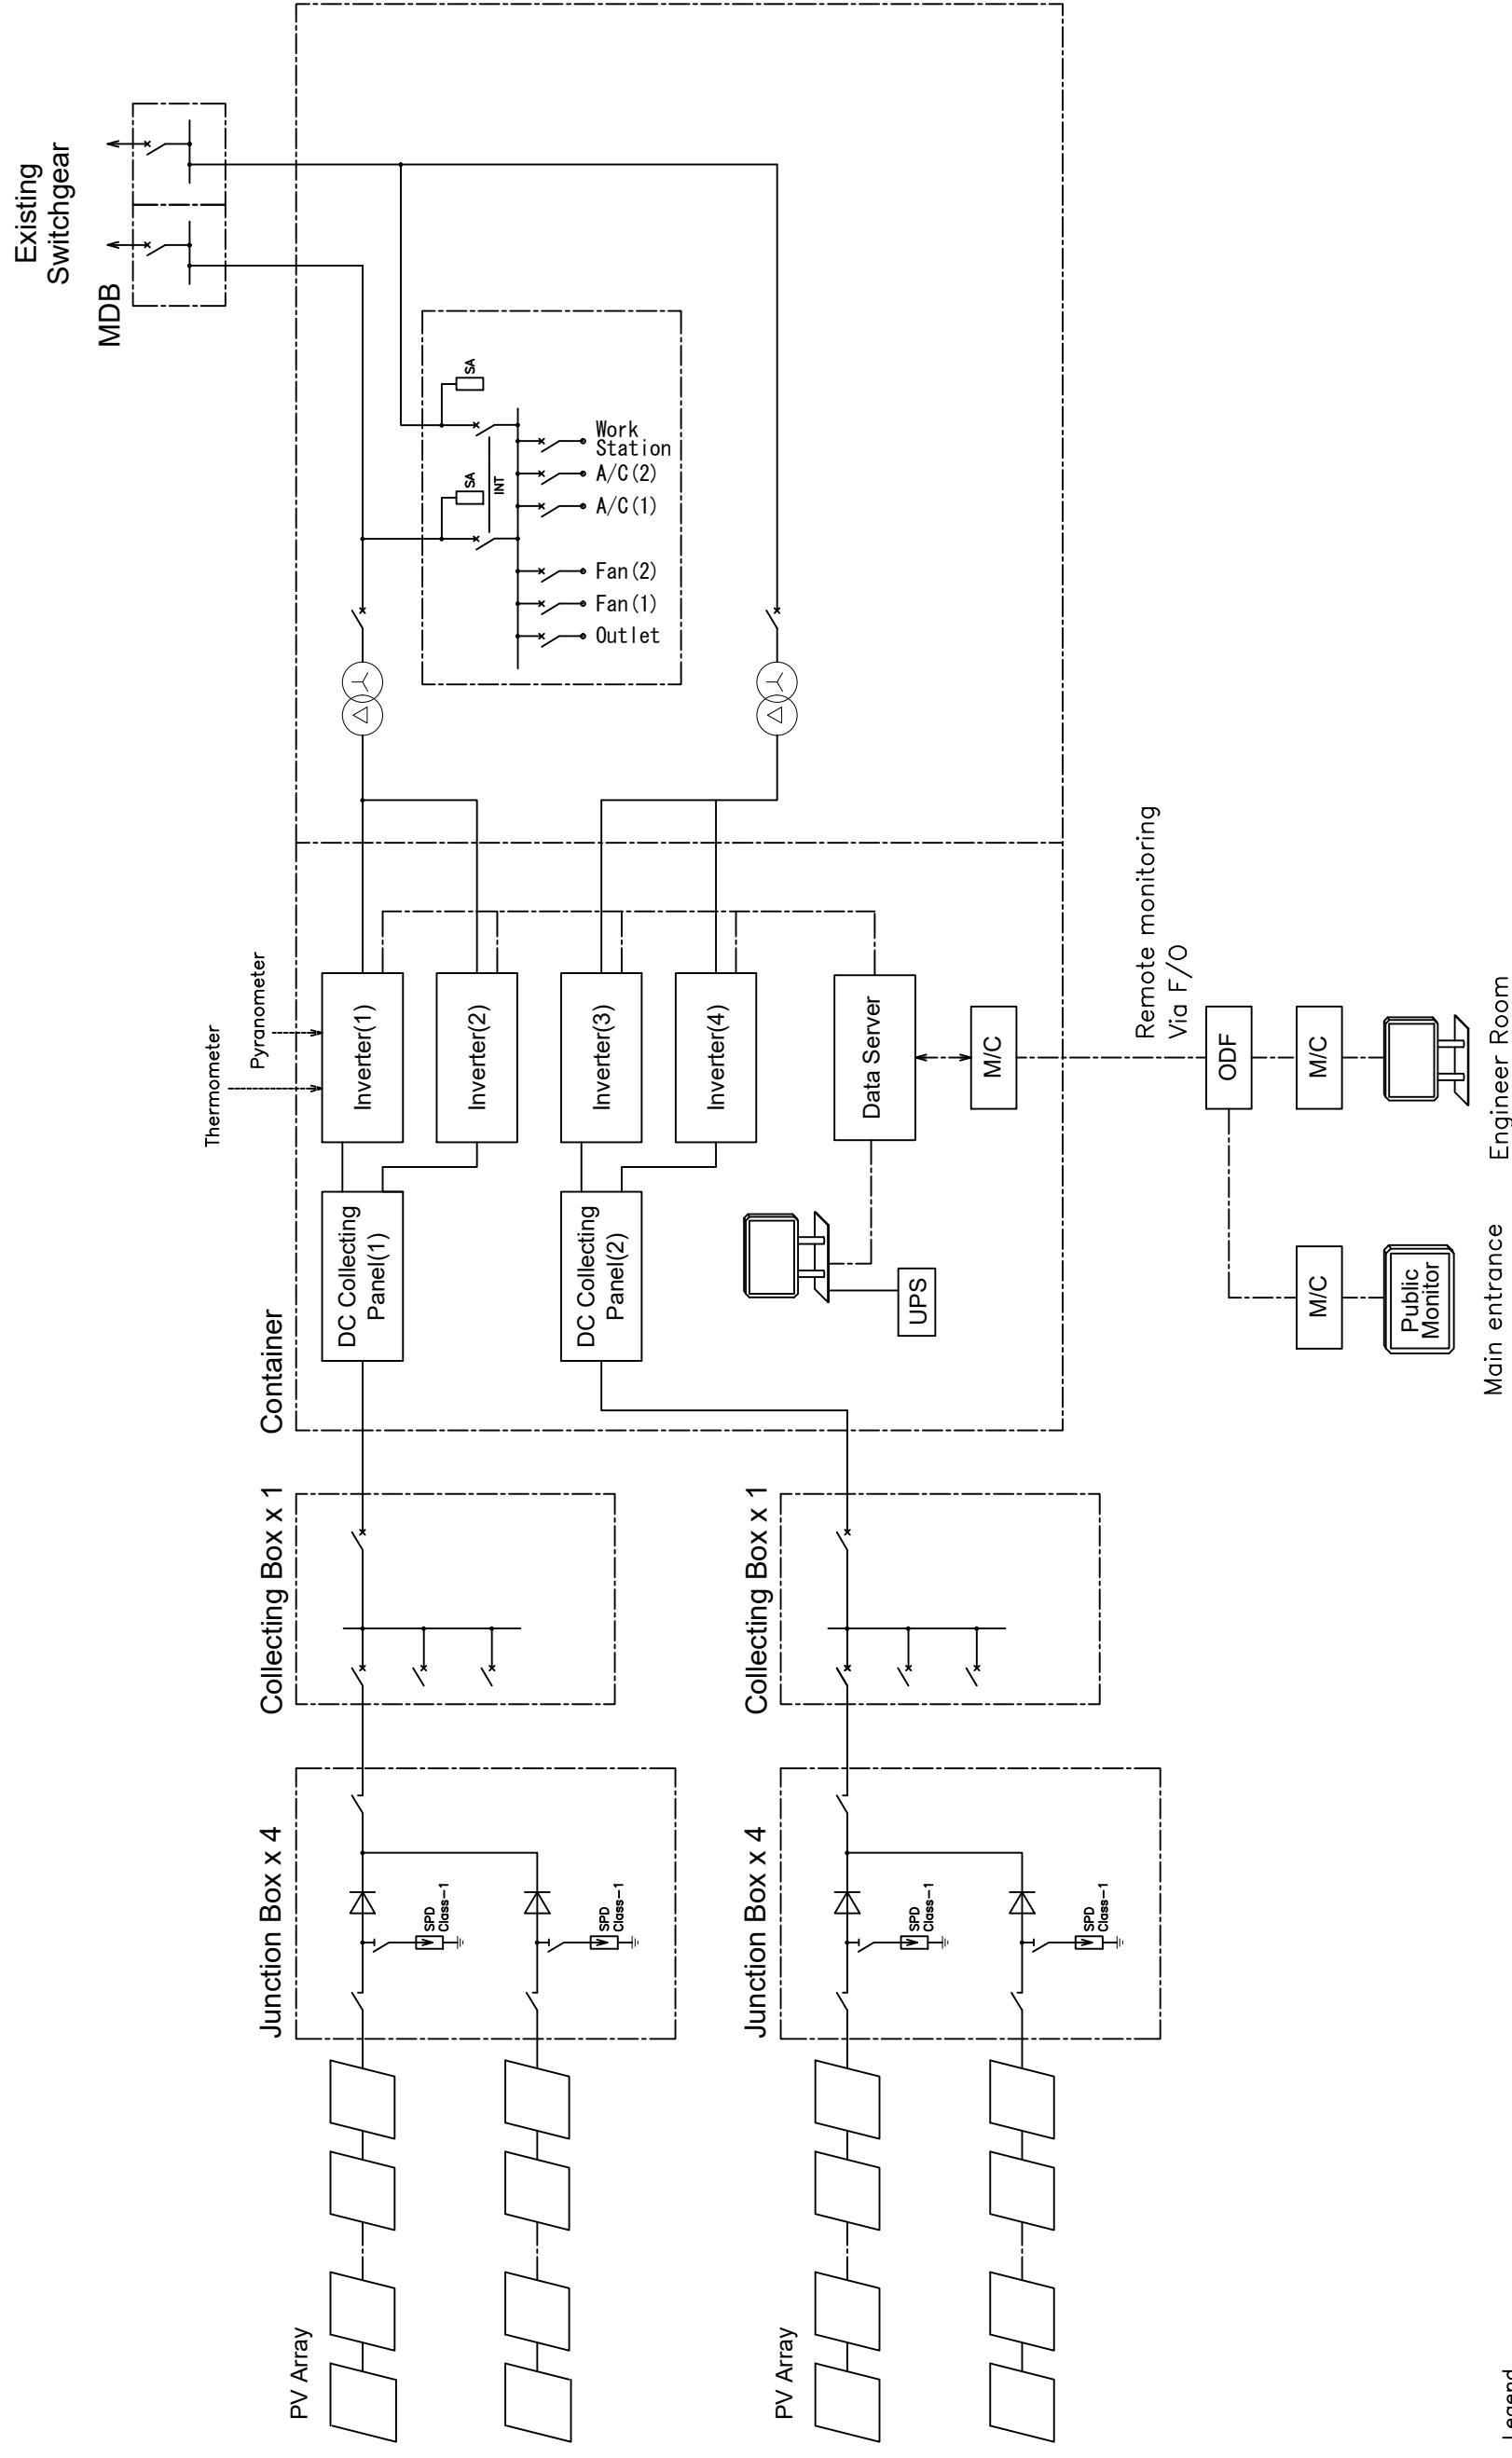 Existing
Switchgear
MDB
SA
SA
INT
Work
Station
A/C(2)
A/C(1)
Fan(2)
Fan(1)
Outlet
Pyranometer
Thermometer
Inverter(1)
Inverter(2)
Inverter(3)
Inverter(4)
Data Server
M/C
Remote monitoring
Via F/O
ODF
M/C
Engineer Room
Container
DC Collecting
Panel(1)
DC Collecting
Panel(2)
UPS
M/C
Public
Monitor
Main entrance
Collecting Box x 1
Collecting Box x 1
Junction Box x 4
SPD
Class-1
SPD
Class-1
Junction Box x 4
SPD
Class-1
SPD
Class-1
PV Array
PV Array
Legend